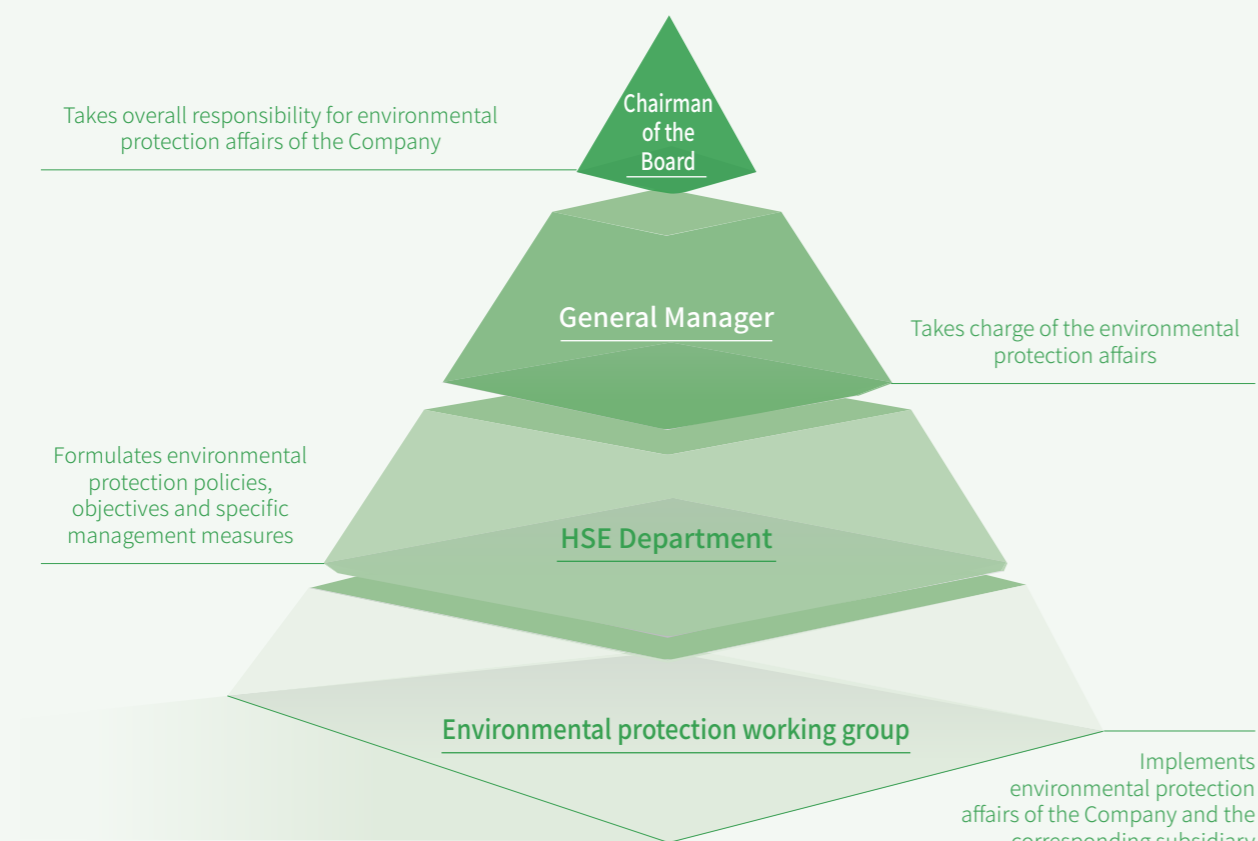 Chairman
of the
Board
Takes overall responsibility for environmental
protection affairs of the Company
General Manager
Takes charge of the environmental
protection affairs
Formulates environmental
protection policies,
objectives and specific
management measures
HSE Department
Environmental protection working group
Implements
environmental protection
affairs of the Company and the
corresponding subsidiary